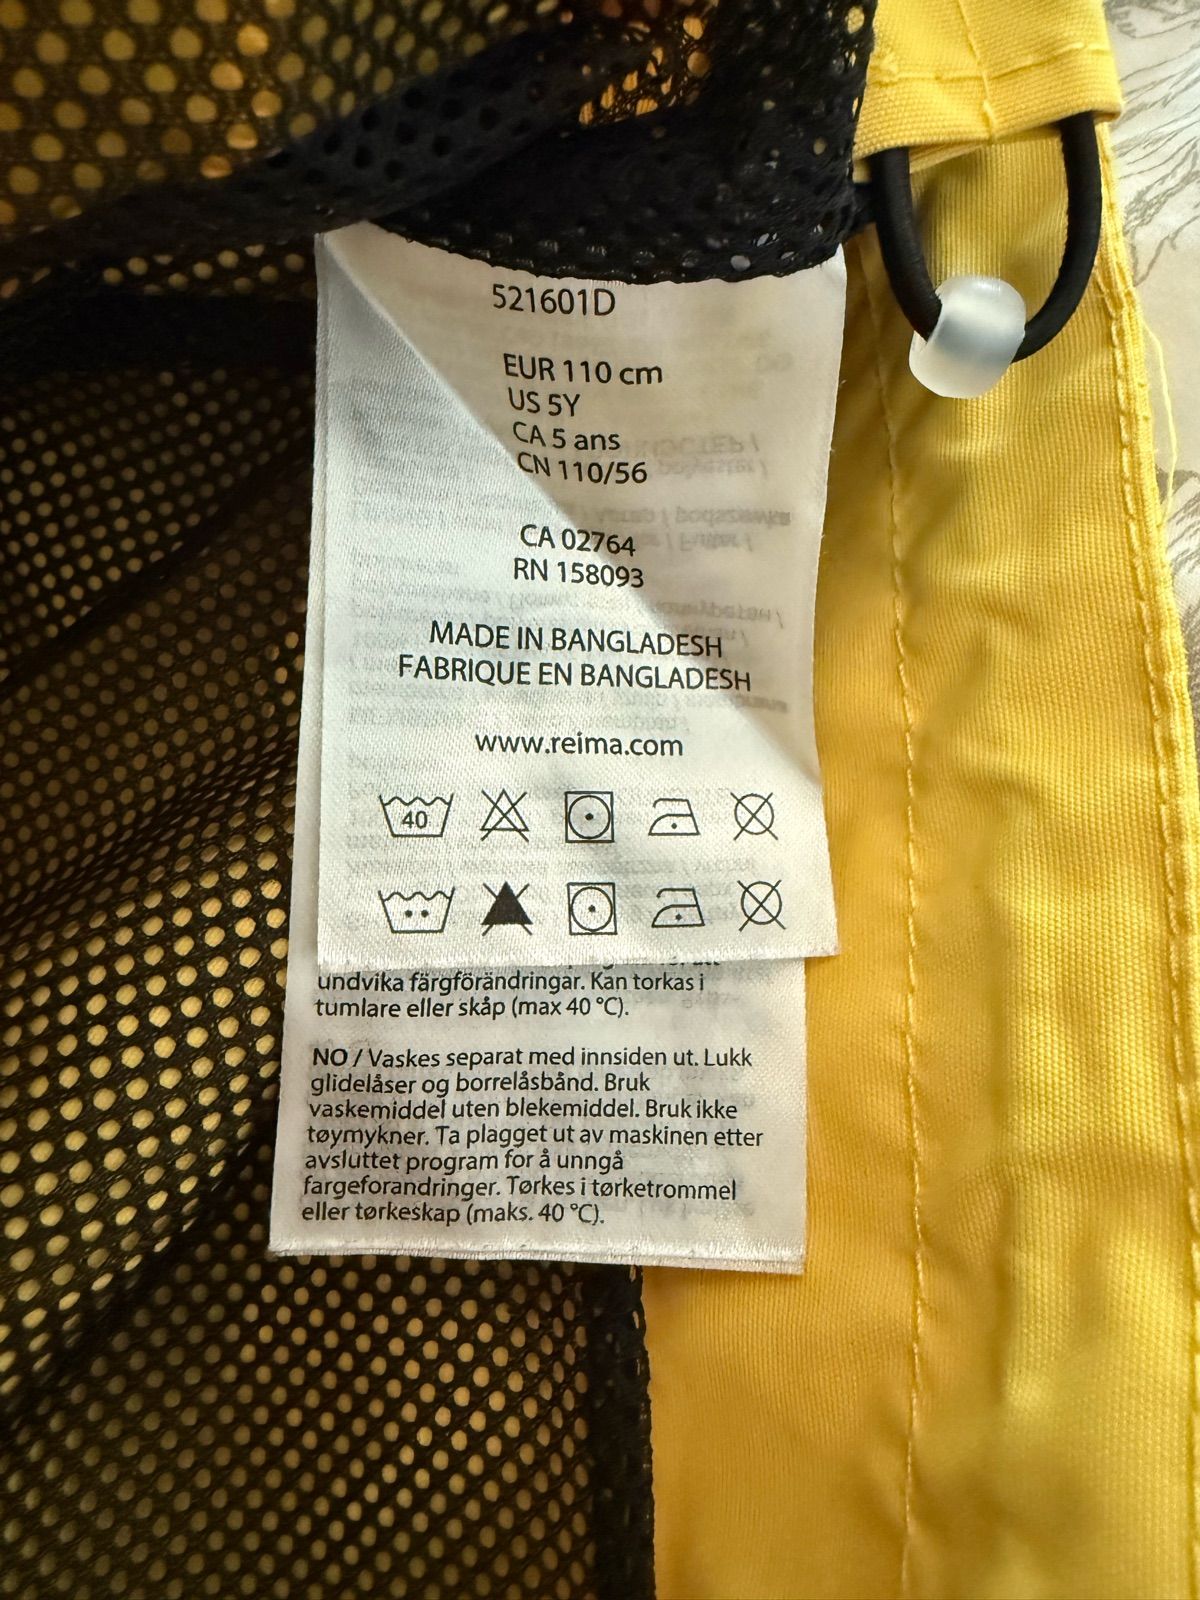 521601D
EUR 110 cm
US 5Y
CA 5 ans
CN 110/56
CA 02764
RN 158093
MADE IN BANGLADESH
FABRIQUE EN BANGLADESH
www.reima.com
40
undvika färgförändringar. Kan torkas i
tumlare eller skåp (max 40 °C).
NO / Vaskes separat med innsiden ut. Lukk
glidelåser og borrelåsbånd. Bruk
vaskemiddel uten blekemiddel. Bruk ikke
tøymykner. Ta plagget ut av maskinen etter
avsluttet program for å unngå
fargeforandringer. Tørkes i tørketrommel
eller tørkeskap (maks. 40 °C).